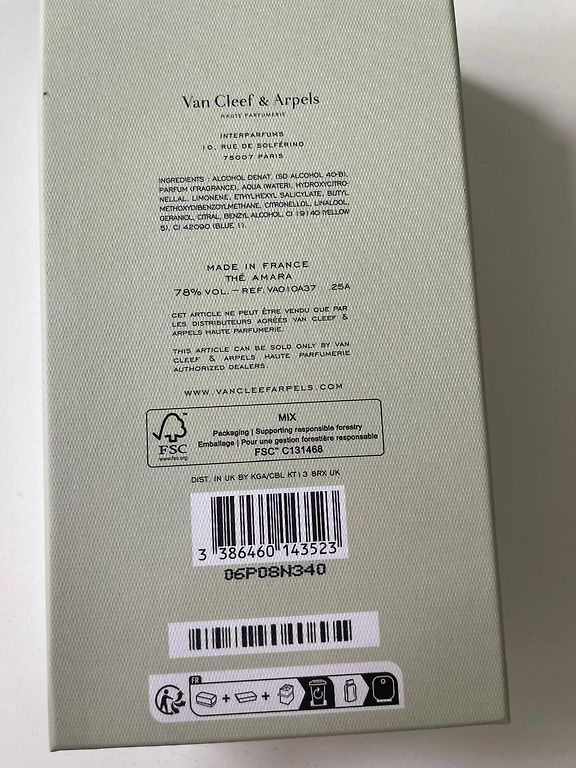 Van Cleef & Arpels
HAUTE PARFUMERIE
INTERPARFUMS
10, RUE DE SOLFÉRINO
75007 PARIS
INGREDIENTS : ALCOHOL DENAT. (SD ALCOHOL 40-B),
PARFUM (FRAGRANCE), AQUA (WATER), HYDROXYCITRO-
NELLAL, LIMONENE, ETHYLHEXYL SALICYLATE, BUTYL
METHOXYDIBENZOYLMETHANE, CITRONELLOL, LINALOOL,
GERANIOL, CITRAL, BENZYL ALCOHOL, CI 19140 (YELLOW
5), CI 42090 (BLUE 1).
MADE IN FRANCE
THÉ AMARA
78% VOL. – REF. VA010A37 .25A
CET ARTICLE NE PEUT ÊTRE VENDU QUE PAR
LES DISTRIBUTEURS AGRÉÉS VAN CLEEF &
ARPELS HAUTE PARFUMERIE.
THIS ARTICLE CAN BE SOLD ONLY BY VAN
CLEEF & ARPELS HAUTE PARFUMERIE
AUTHORIZED DEALERS.
WWW.VANCLEEFARPELS.COM
FSC
www.fsc.org
MIX
Packaging | Supporting responsible forestry
Emballage | Pour une gestion forestière responsable
FSC™ C131468
DIST. IN UK BY KGA/CBL KT13 8RX UK
3 386460 143523
06P08N340
FR